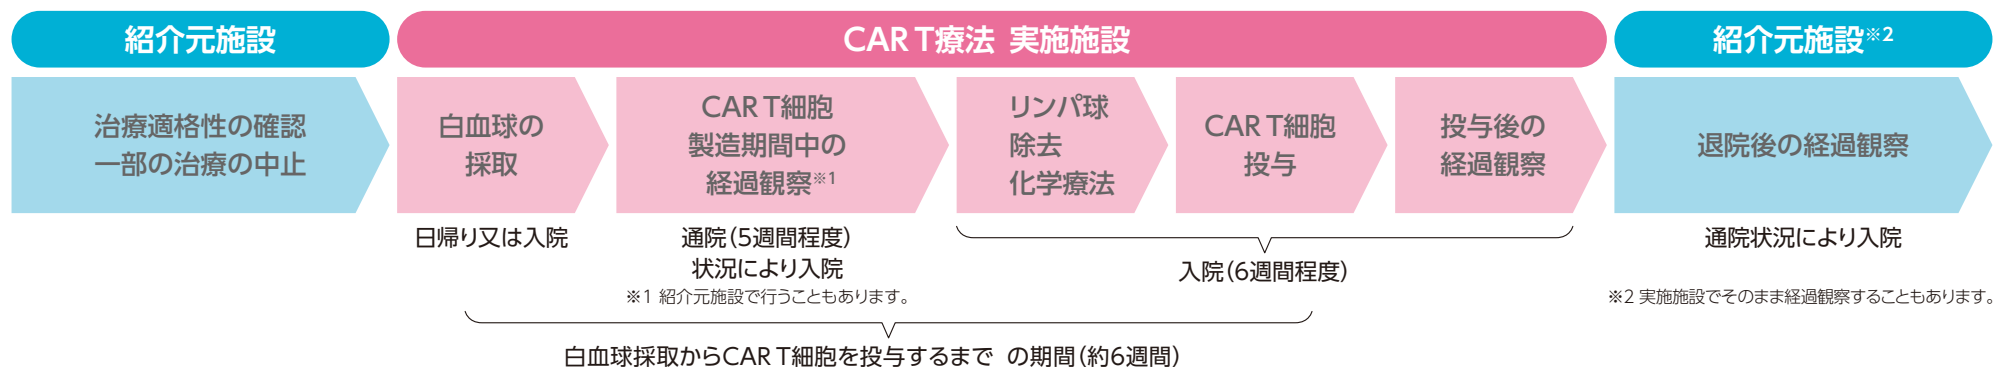 紹介元施設
CAR T療法 実施施設
紹介元施設※2
治療適格性の確認
一部の治療の中止
白血球の
採取
CAR T細胞
製造期間中の
経過観察※1
リンパ球
除去
化学療法
CAR T細胞
投与
投与後の
経過観察
退院後の経過観察
日帰り又は入院
通院(5週間程度)
状況により入院
※1 紹介元施設で行うこともあります。
入院(6週間程度)
通院状況により入院
※2 実施施設でそのまま経過観察することもあります。
白血球採取からCAR T細胞を投与するまで の期間(約6週間)